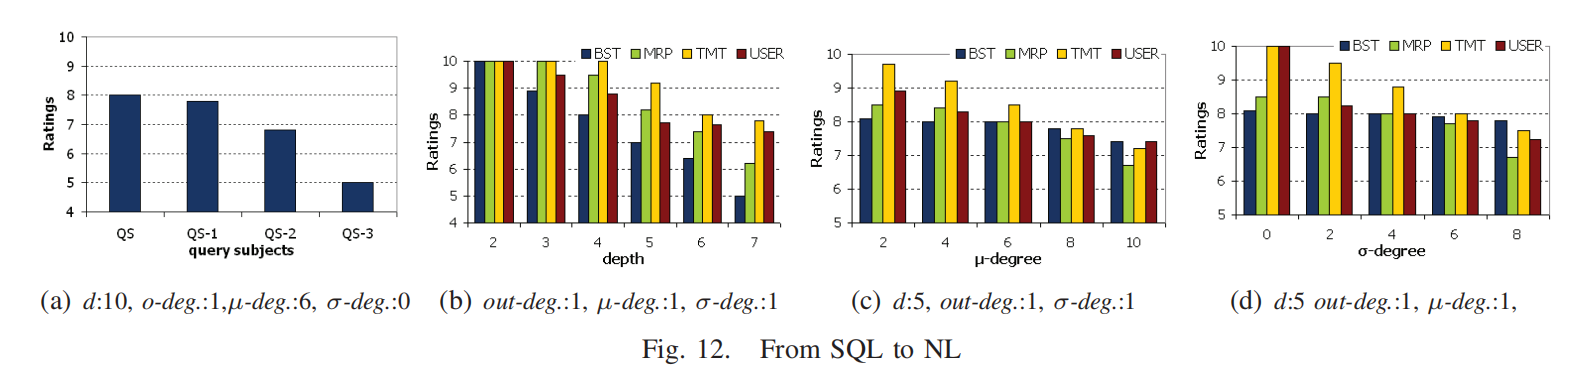 10
9
8
7
6
5
4
Ratings
QS QS-1 QS-2 QS-3
query subjects
(a) d:10, o-deg.:1,μ-deg.:6, σ-deg.:0
BST MRP TMT USER
10
9
8
7
6
5
4
Ratings
2 3 4 5 6 7
depth
(b) out-deg.:1, μ-deg.:1, σ-deg.:1
BST MRP TMT USER
10
9
8
7
6
5
Ratings
2 4 6 8 10
μ-degree
(c) d:5, out-deg.:1, σ-deg.:1
BST MRP TMT USER
10
9
8
7
6
5
Ratings
0 2 4 6 8
σ-degree
(d) d:5 out-deg.:1, μ-deg.:1,
Fig. 12. From SQL to NL